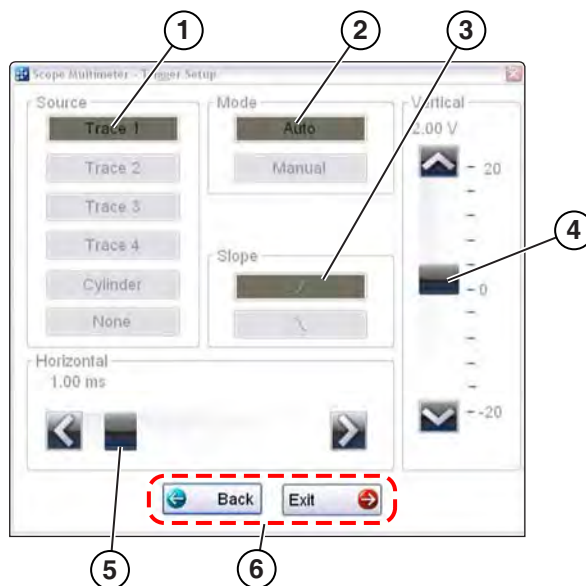 1
2
3
Scope Multimeter - Trigger Setup
Source
Mode
Vertical
Trace 1
Auto
2.00 V
Trace 2
Manual
20
Trace 3
4
Trace 4
Slope
Cylinder
0
None
Horizontal
1.00 ms
-20
Back
Exit
5
6